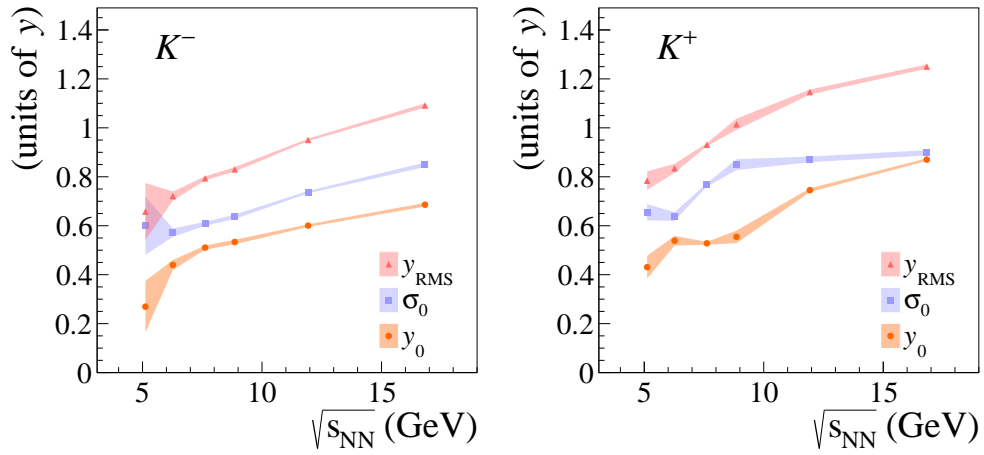 (units of y)
K⁻
1.4
1.2
1
0.8
0.6
0.4
0.2
0
y_RMS
σ_0
y_0
5 10 15
√s_NN (GeV)
(units of y)
K⁺
1.4
1.2
1
0.8
0.6
0.4
0.2
0
y_RMS
σ_0
y_0
5 10 15
√s_NN (GeV)